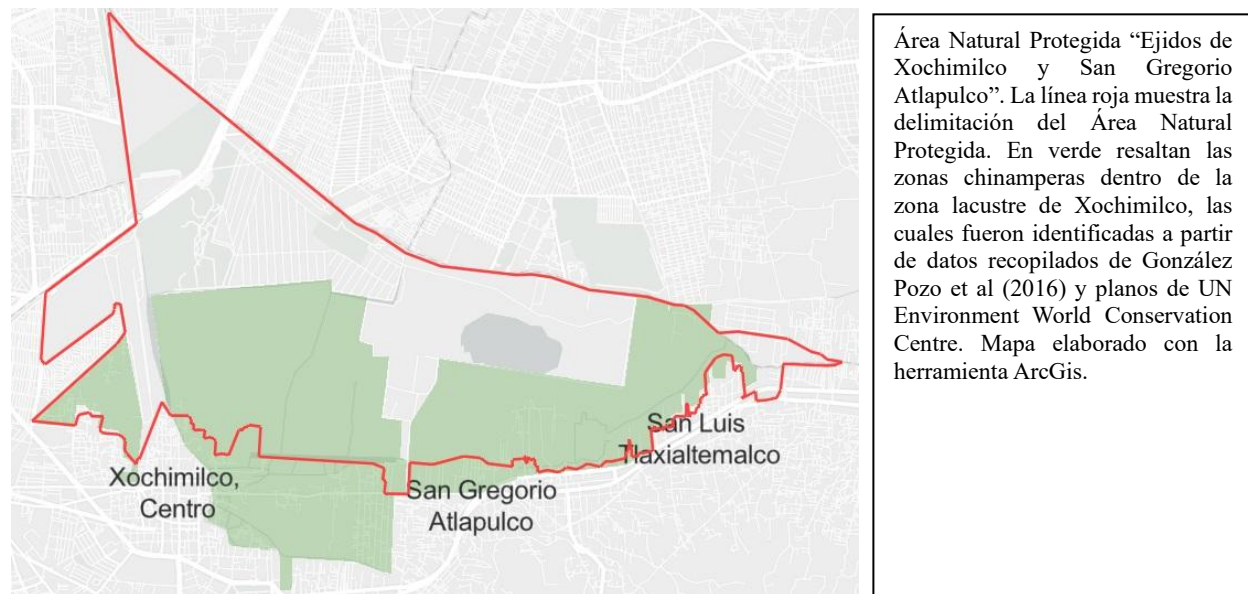 Xochimilco,
Centro
San Gregorio
Atlapulco
San Luis
Tlaxialtemalco
Área Natural Protegida “Ejidos de
Xochimilco y San Gregorio
Atlapulco”. La línea roja muestra la
delimitación del Área Natural
Protegida. En verde resaltan las
zonas chinamperas dentro de la
zona lacustre de Xochimilco, las
cuales fueron identificadas a partir
de datos recopilados de González
Pozo et al (2016) y planos de UN
Environment World Conservation
Centre. Mapa elaborado con la
herramienta ArcGis.